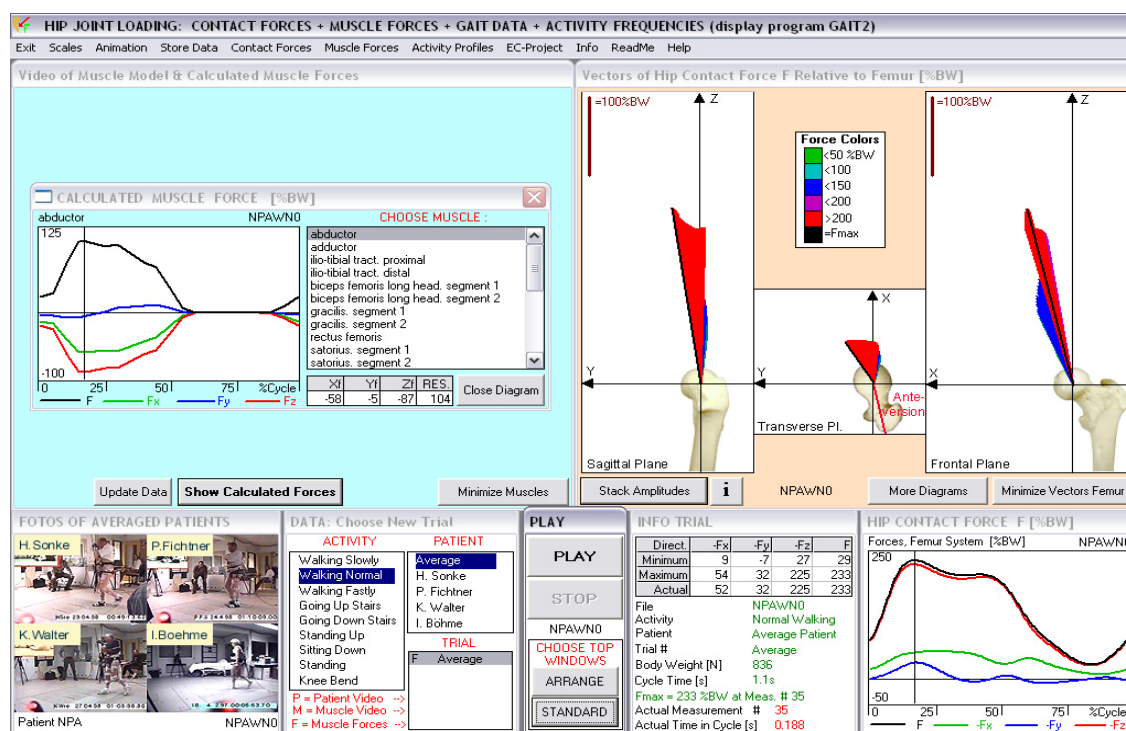 HIP JOINT LOADING: CONTACT FORCES + MUSCLE FORCES + GAIT DATA + ACTIVITY FREQUENCIES (display program GAIT2)
Exit Scales Animation Store Data Contact Forces Muscle Forces Activity Profiles EC-Project Info ReadMe Help
Video of Muscle Model & Calculated Muscle Forces
CALCULATED MUSCLE FORCE [%BW]
abductor NPAWN0 CHOOSE MUSCLE :
125
-100
0 25 50 75 %Cycle
F Fx Fy Fz
abductor
adductor
ilio-tibial tract. proximal
ilio-tibial tract. distal
biceps femoris long head. segment 1
biceps femoris long head. segment 2
gracilis. segment 1
gracilis. segment 2
rectus femoris
satorius. segment 1
satorius. segment 2
Xf Yf Zf RES.
-58 -5 -87 104
Close Diagram
Update Data Show Calculated Forces Minimize Muscles
Vectors of Hip Contact Force F Relative to Femur [%BW]
=100%BW Z
Y
Sagittal Plane
Force Colors
<50 %BW
<100
<150
<200
>200
=Fmax
X
Y
Ante-
version
Transverse Pl.
=100%BW Z
X
Frontal Plane
Stack Amplitudes i NPAWN0 More Diagrams Minimize Vectors Femur
FOTOS OF AVERAGED PATIENTS
H.Sonke P.Fichtner
K.Walter I.Boehme
Patient NPA NPAWN0
DATA: Choose New Trial
ACTIVITY
Walking Slowly
Walking Normal
Walking Fastly
Going Up Stairs
Going Down Stairs
Standing Up
Sitting Down
Standing
Knee Bend
P = Patient Video -->
M = Muscle Video -->
F = Muscle Forces -->
PATIENT
Average
H. Sonke
P. Fichtner
K. Walter
I. Böhme
TRIAL
F Average
PLAY
PLAY
STOP
NPAWN0
CHOOSE TOP
WINDOWS
ARRANGE
STANDARD
INFO TRIAL
Direct. -Fx -Fy -Fz F
Minimum 9 -7 27 29
Maximum 54 32 225 233
Actual 52 32 225 233
File NPAWN0
Activity Normal Walking
Patient Average Patient
Trial # Average
Body Weight [N] 836
Cycle Time [s] 1.1s
Fmax = 233 %BW at Meas. # 35
Actual Measurement # 35
Actual Time in Cycle [s] 0.188
HIP CONTACT FORCE F [%BW]
Forces, Femur System [%BW] NPAWN0
250
-50
0 25 50 75 %Cycle
F -Fx -Fy -Fz